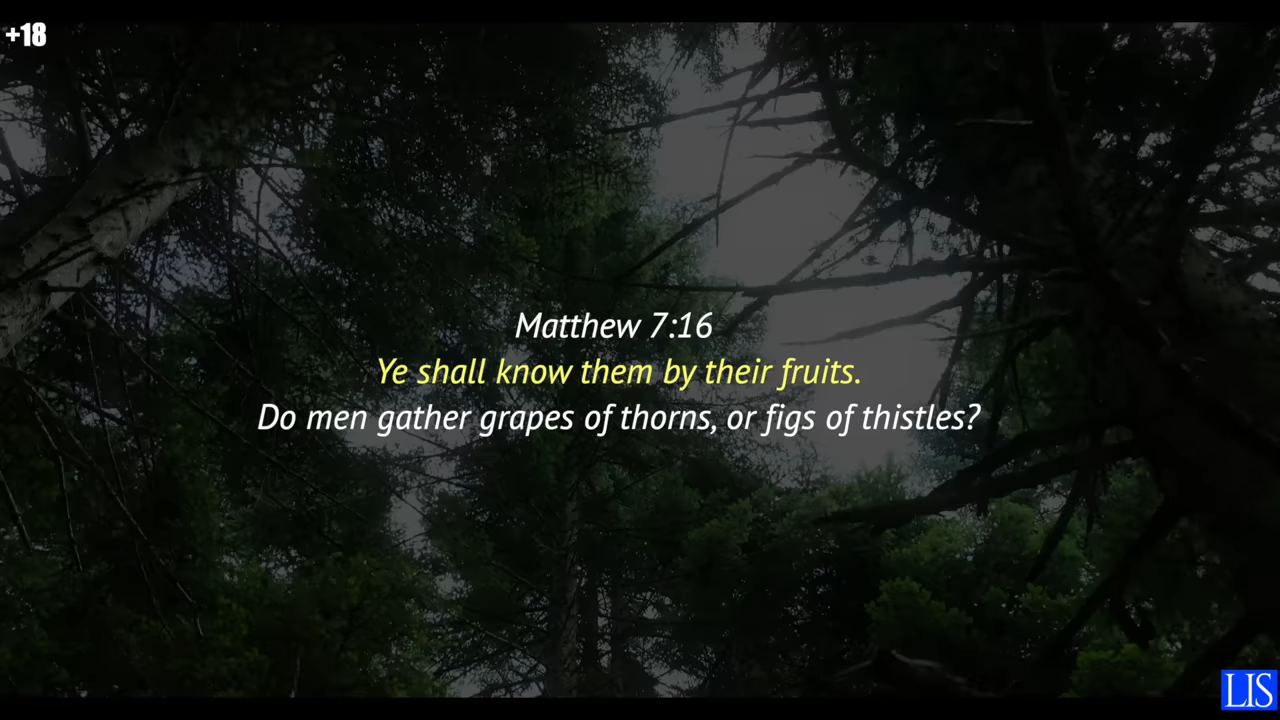 +18
Matthew 7:16
Ye shall know them by their fruits.
Do men gather grapes of thorns, or figs of thistles?
LIS